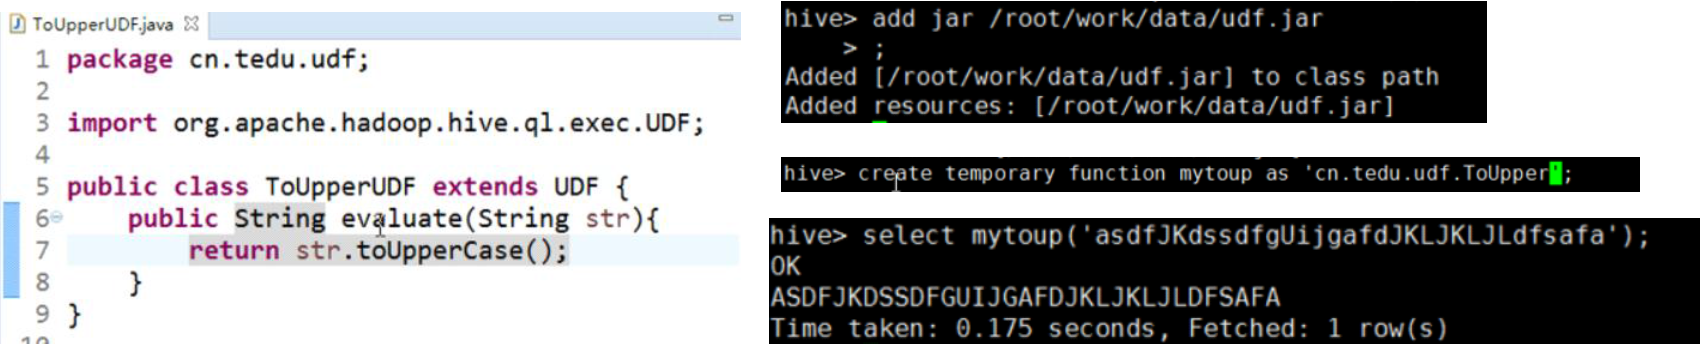 ToUpperUDF.java
1 package cn.tedu.udf;
2
3 import org.apache.hadoop.hive.ql.exec.UDF;
4
5 public class ToUpperUDF extends UDF {
6 public String evaluate(String str){
7 return str.toUpperCase();
8 }
9 }
10
hive> add jar /root/work/data/udf.jar
> ;
Added [/root/work/data/udf.jar] to class path
Added resources: [/root/work/data/udf.jar]
hive> create temporary function mytoup as 'cn.tedu.udf.ToUpper';
hive> select mytoup('asdfJKdssdfgUijgafdJKLJKLJLdfsafa');
OK
ASDFJKDSSDFGUIJGAFDJKLJKLJLDFSAFA
Time taken: 0.175 seconds, Fetched: 1 row(s)